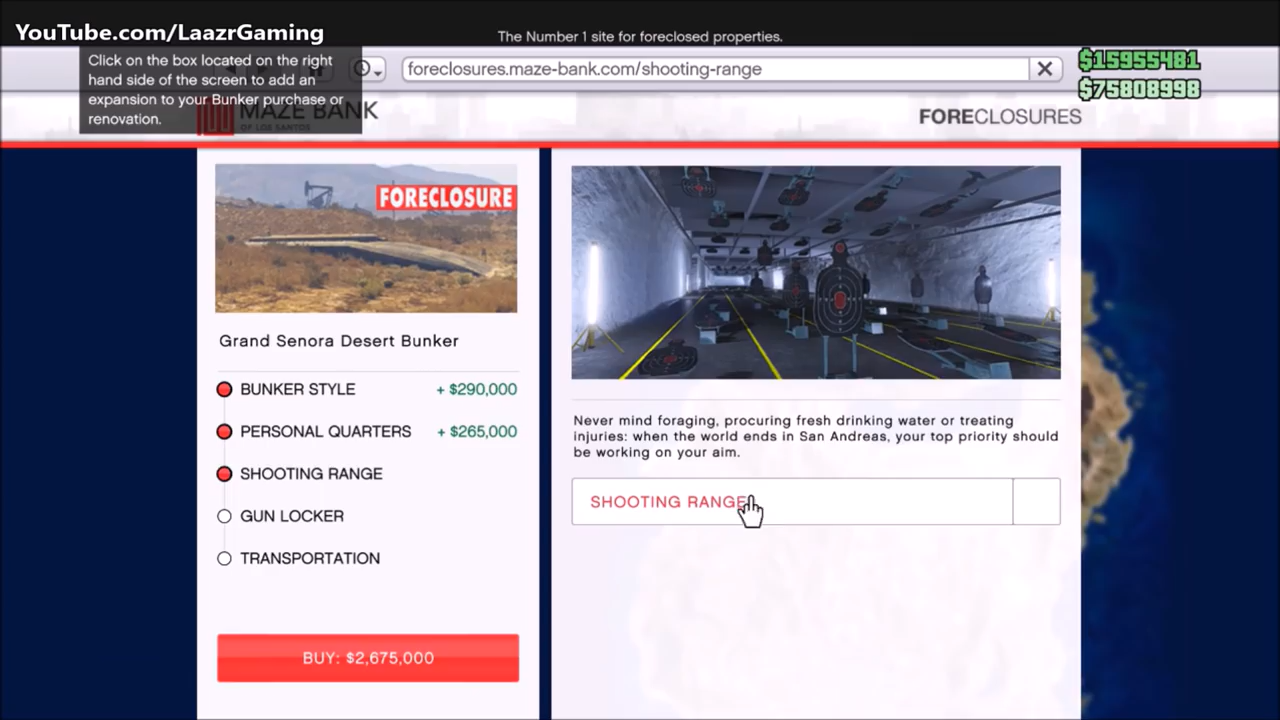 YouTube.com/LaazrGaming
The Number 1 site for foreclosed properties.
Click on the box located on the right
hand side of the screen to add an
expansion to your Bunker purchase or
renovation.
foreclosures.maze-bank.com/shooting-range
$15955481
$75808998
MAZE BANK
OF LOS SANTOS
FORECLOSURES
FORECLOSURE
Grand Senora Desert Bunker
BUNKER STYLE + $290,000
PERSONAL QUARTERS + $265,000
SHOOTING RANGE
GUN LOCKER
TRANSPORTATION
BUY: $2,675,000
Never mind foraging, procuring fresh drinking water or treating
injuries: when the world ends in San Andreas, your top priority should
be working on your aim.
SHOOTING RANGE